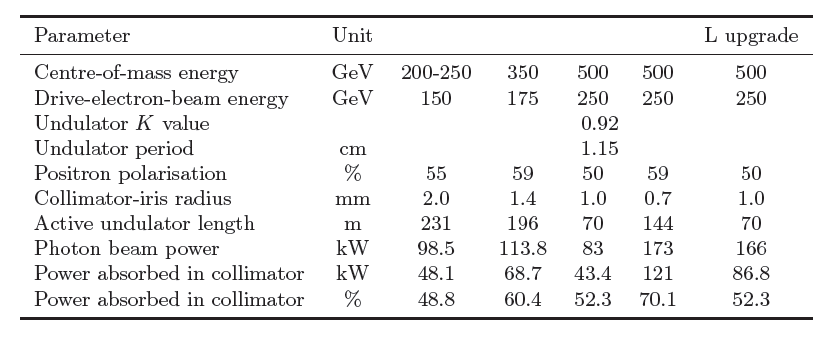 Parameter Unit L upgrade
Centre-of-mass energy GeV 200-250 350 500 500 500
Drive-electron-beam energy GeV 150 175 250 250 250
Undulator K value 0.92
Undulator period cm 1.15
Positron polarisation % 55 59 50 59 50
Collimator-iris radius mm 2.0 1.4 1.0 0.7 1.0
Active undulator length m 231 196 70 144 70
Photon beam power kW 98.5 113.8 83 173 166
Power absorbed in collimator kW 48.1 68.7 43.4 121 86.8
Power absorbed in collimator % 48.8 60.4 52.3 70.1 52.3